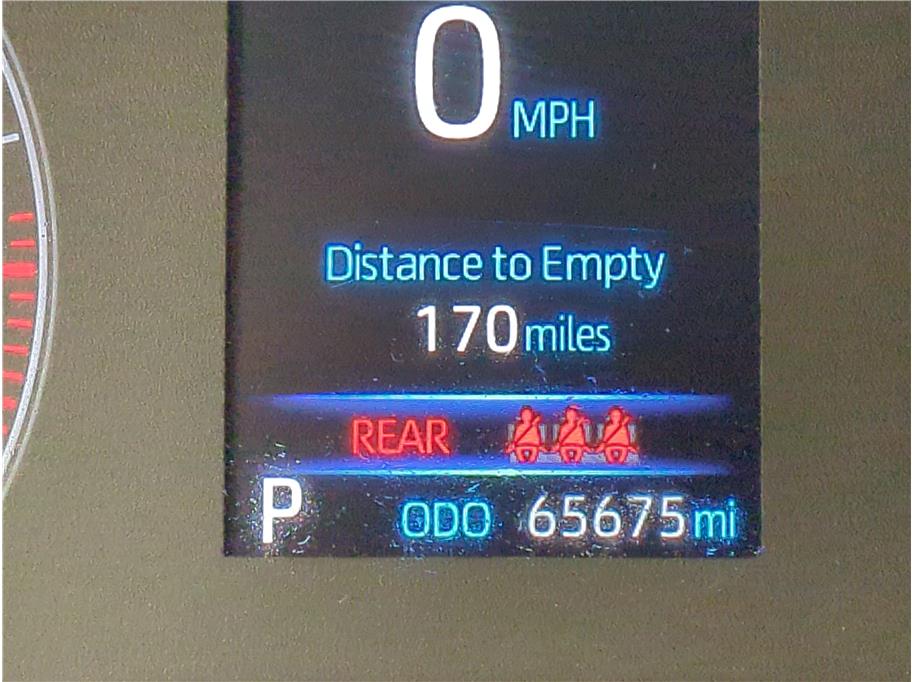 0 MPH
Distance to Empty
170 miles
REAR
P ODO 65675 mi